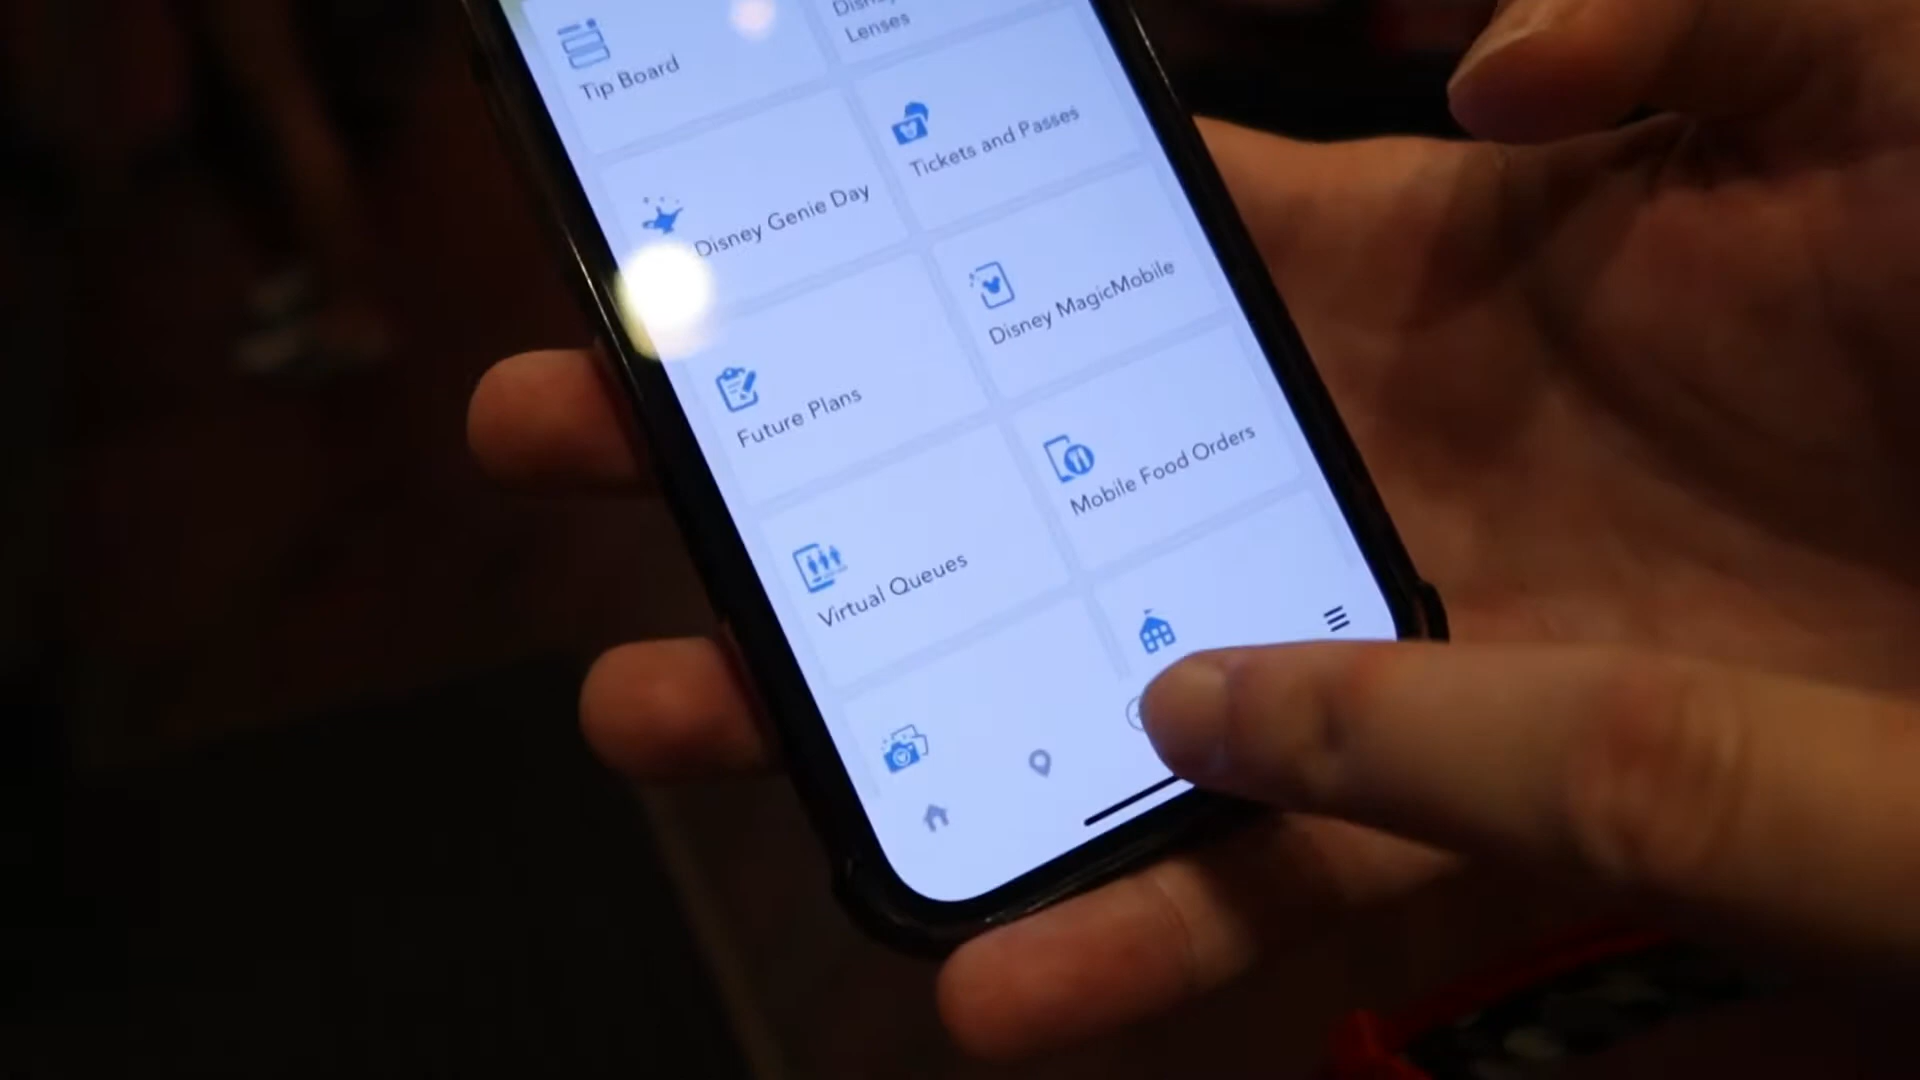 Tip Board
Lenses
Disney Genie Day
Tickets and Passes
Future Plans
Disney MagicMobile
Virtual Queues
Mobile Food Orders